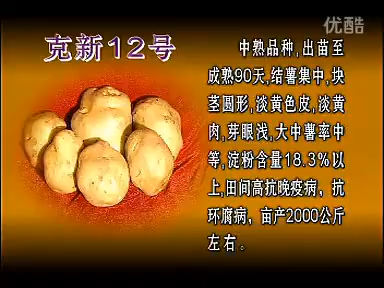 优酷
克新12号
中熟品种,出苗至
成熟90天,结薯集中,块
茎圆形,淡黄色皮,淡黄
肉,芽眼浅,大中薯率中
等,淀粉含量18.3%以
上,田间高抗晚疫病,抗
环腐病,亩产2000公斤
左右。